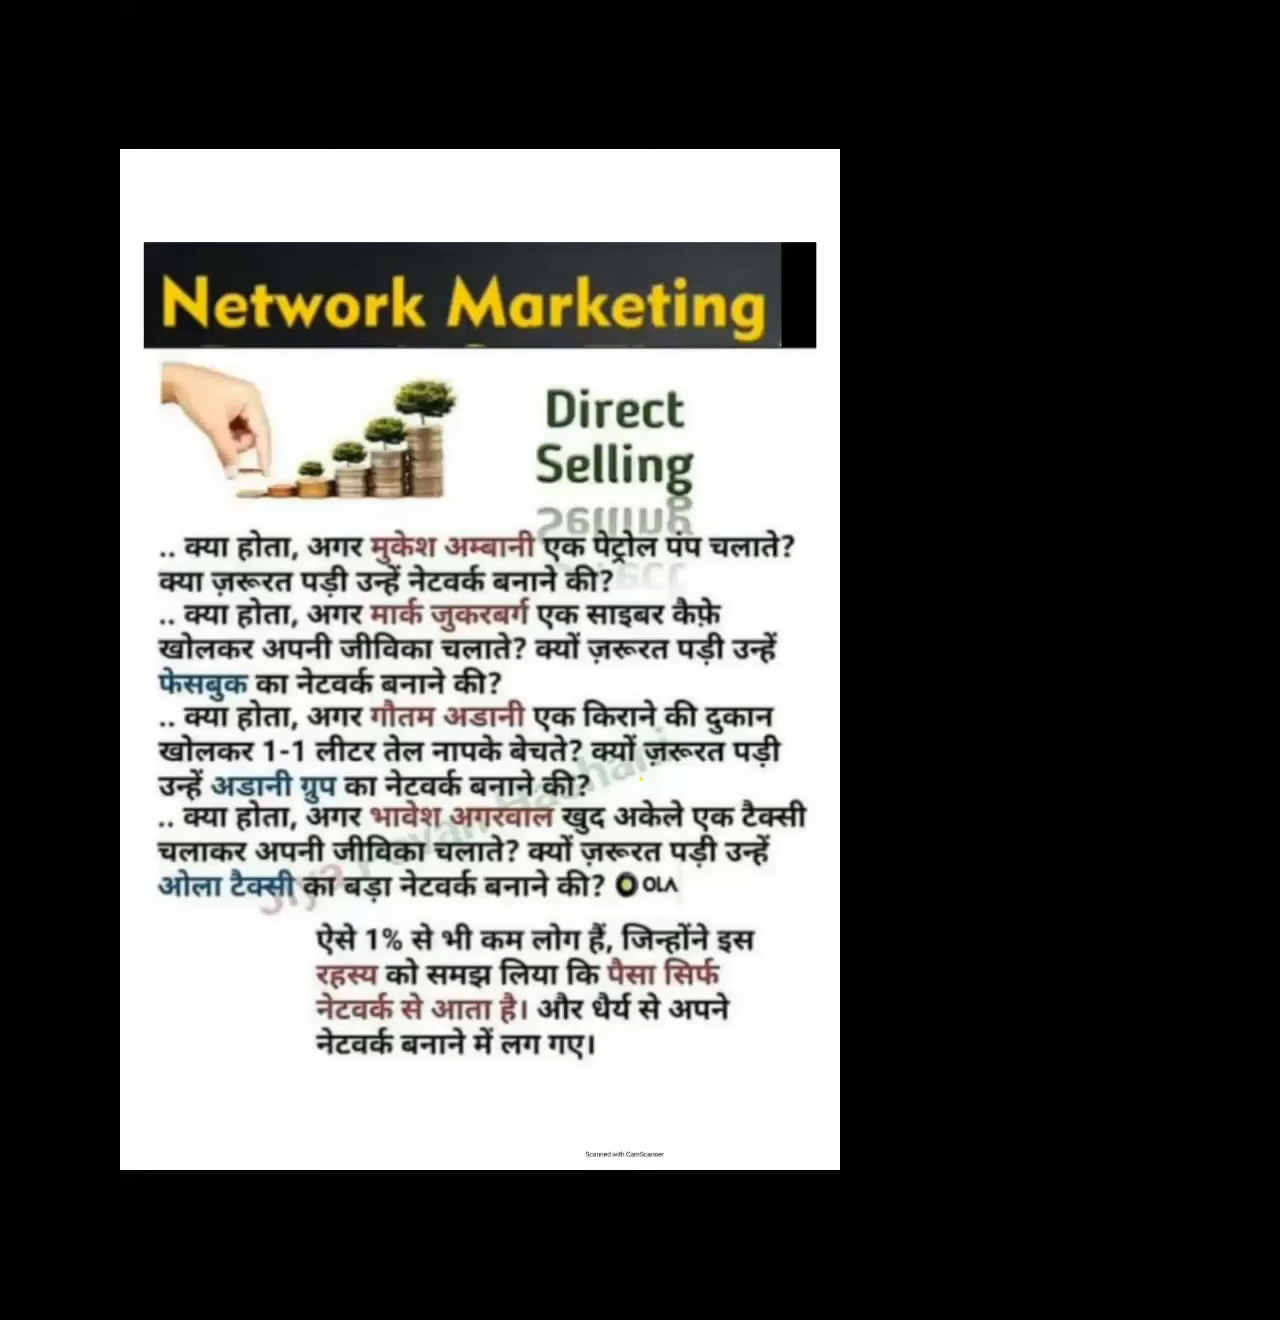 Network Marketing
Direct
Selling
.. क्या होता, अगर मुकेश अम्बानी एक पेट्रोल पंप चलाते?
क्या ज़रूरत पड़ी उन्हें नेटवर्क बनाने की?
.. क्या होता, अगर मार्क जुकरबर्ग एक साइबर कैफ़े
खोलकर अपनी जीविका चलाते? क्यों ज़रूरत पड़ी उन्हें
फेसबुक का नेटवर्क बनाने की?
.. क्या होता, अगर गौतम अडानी एक किराने की दुकान
खोलकर 1-1 लीटर तेल नापके बेचते? क्यों ज़रूरत पड़ी
उन्हें अडानी ग्रुप का नेटवर्क बनाने की?
.. क्या होता, अगर भावेश अगरवाल खुद अकेले एक टैक्सी
चलाकर अपनी जीविका चलाते? क्यों ज़रूरत पड़ी उन्हें
ओला टैक्सी का बड़ा नेटवर्क बनाने की? OLA
ऐसे 1% से भी कम लोग हैं, जिन्होंने इस
रहस्य को समझ लिया कि पैसा सिर्फ
नेटवर्क से आता है। और धैर्य से अपने
नेटवर्क बनाने में लग गए।
Scanned with CamScanner